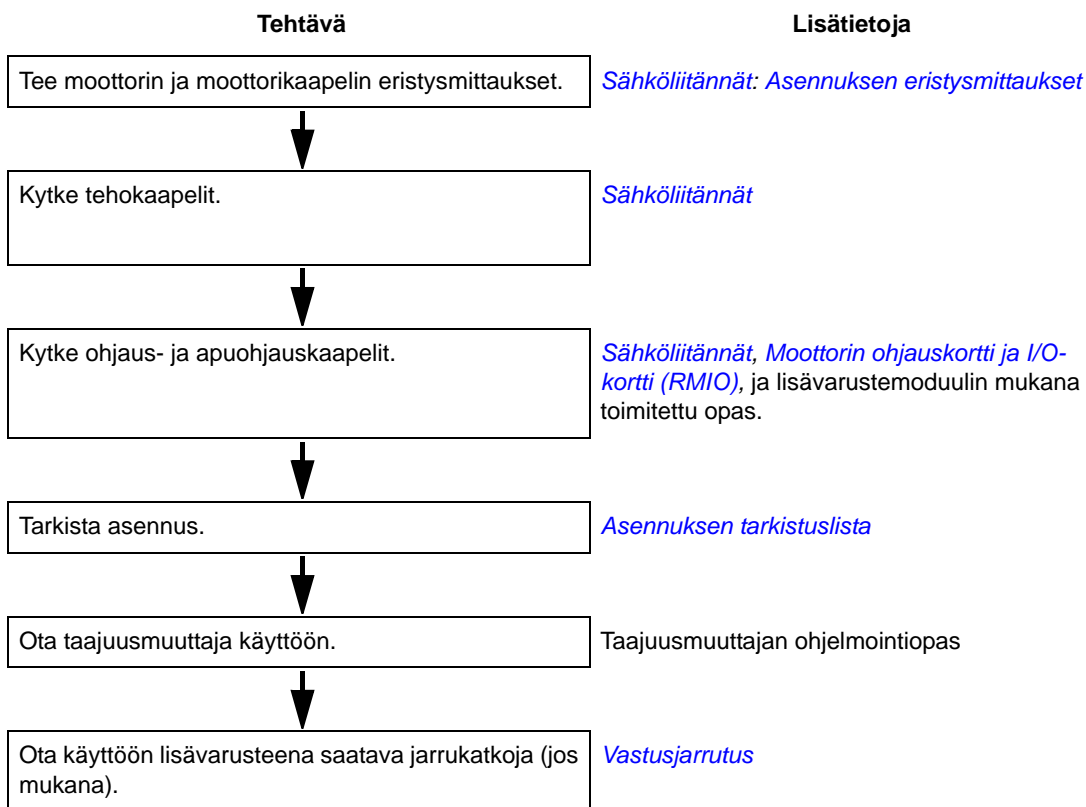 Tehtävä Lisätietoja
Tee moottorin ja moottorikaapelin eristysmittaukset. Sähköliitännät: Asennuksen eristysmittaukset
Kytke tehokaapelit. Sähköliitännät
Kytke ohjaus- ja apuohjauskaapelit. Sähköliitännät, Moottorin ohjauskortti ja I/O-
kortti (RMIO), ja lisävarustemoduulin mukana
toimitettu opas.
Tarkista asennus. Asennuksen tarkistuslista
Ota taajuusmuuttaja käyttöön. Taajuusmuuttajan ohjelmointiopas
Ota käyttöön lisävarusteena saatava jarrukatkoja (jos Vastusjarrutus
mukana).